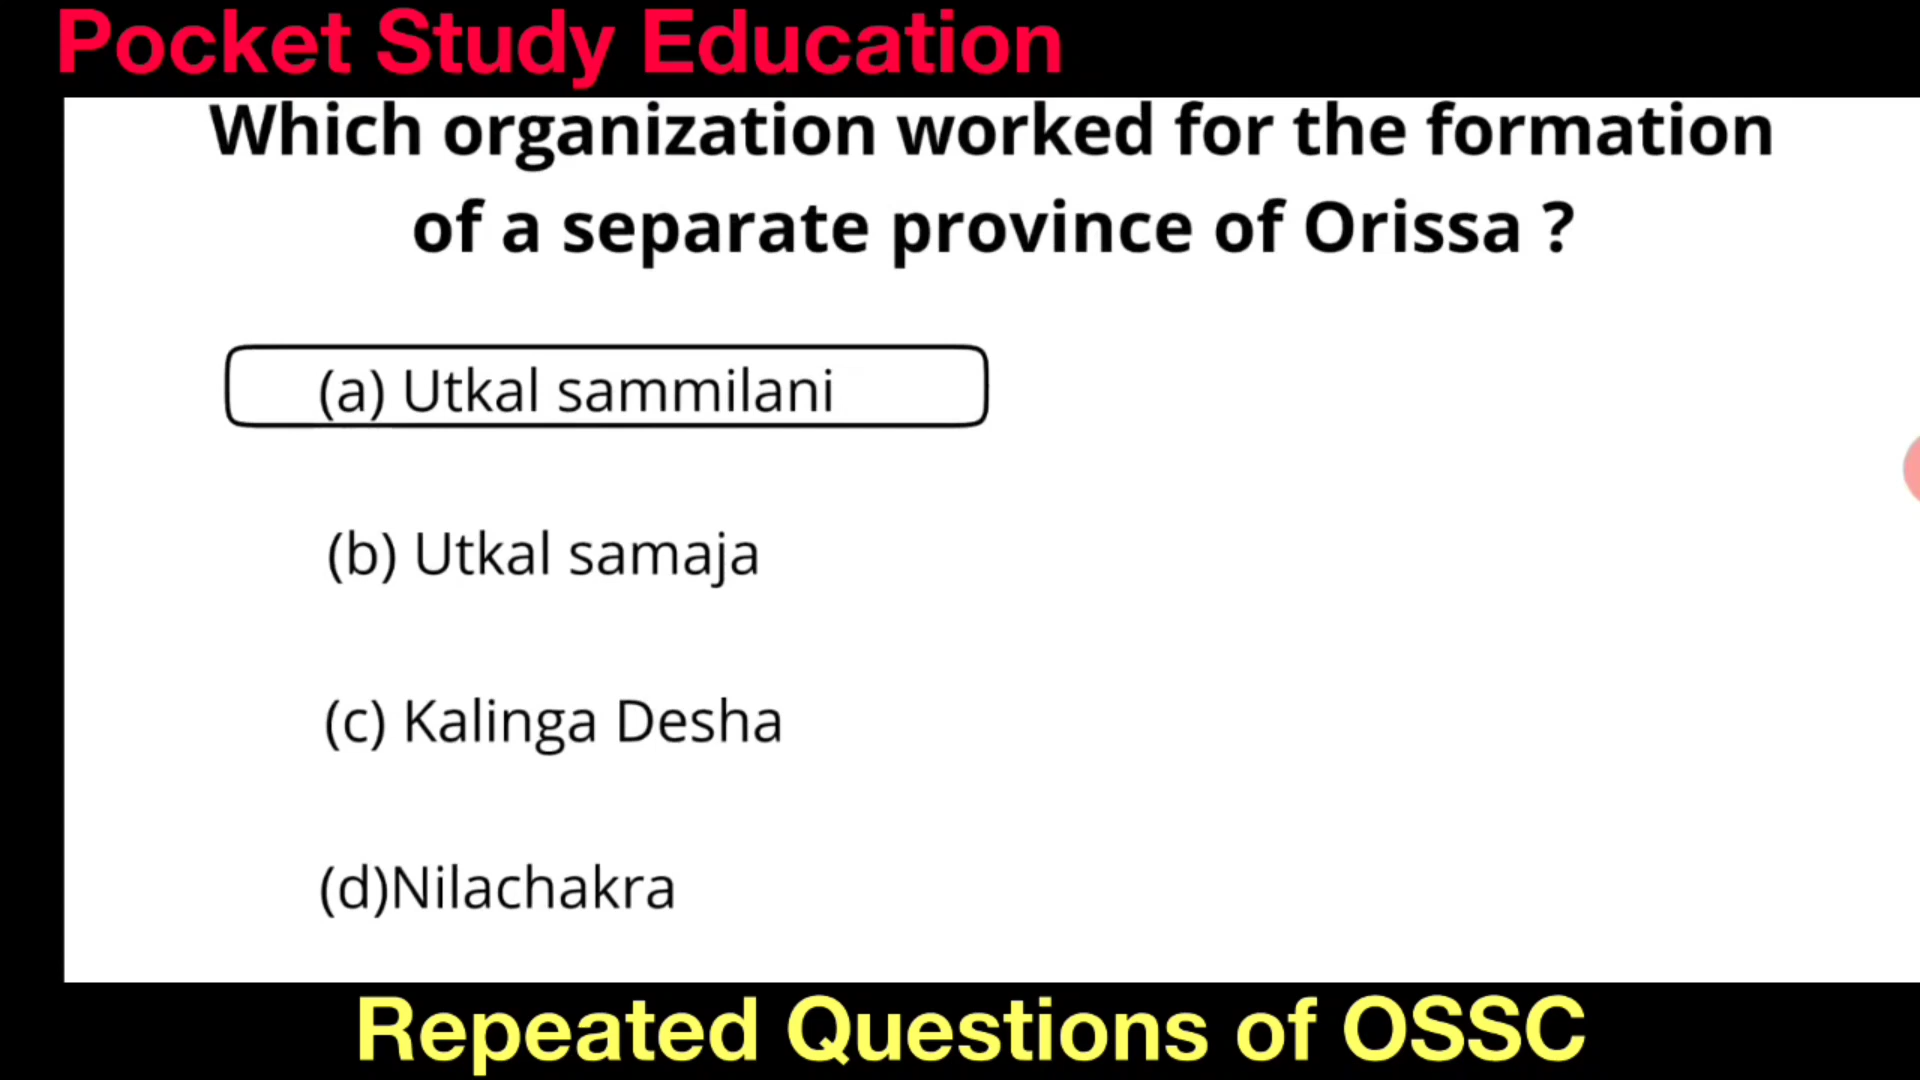 Pocket Study Education
Which organization worked for the formation
of a separate province of Orissa ?
(a) Utkal sammilani
(b) Utkal samaja
(c) Kalinga Desha
(d)Nilachakra
Repeated Questions of OSSC